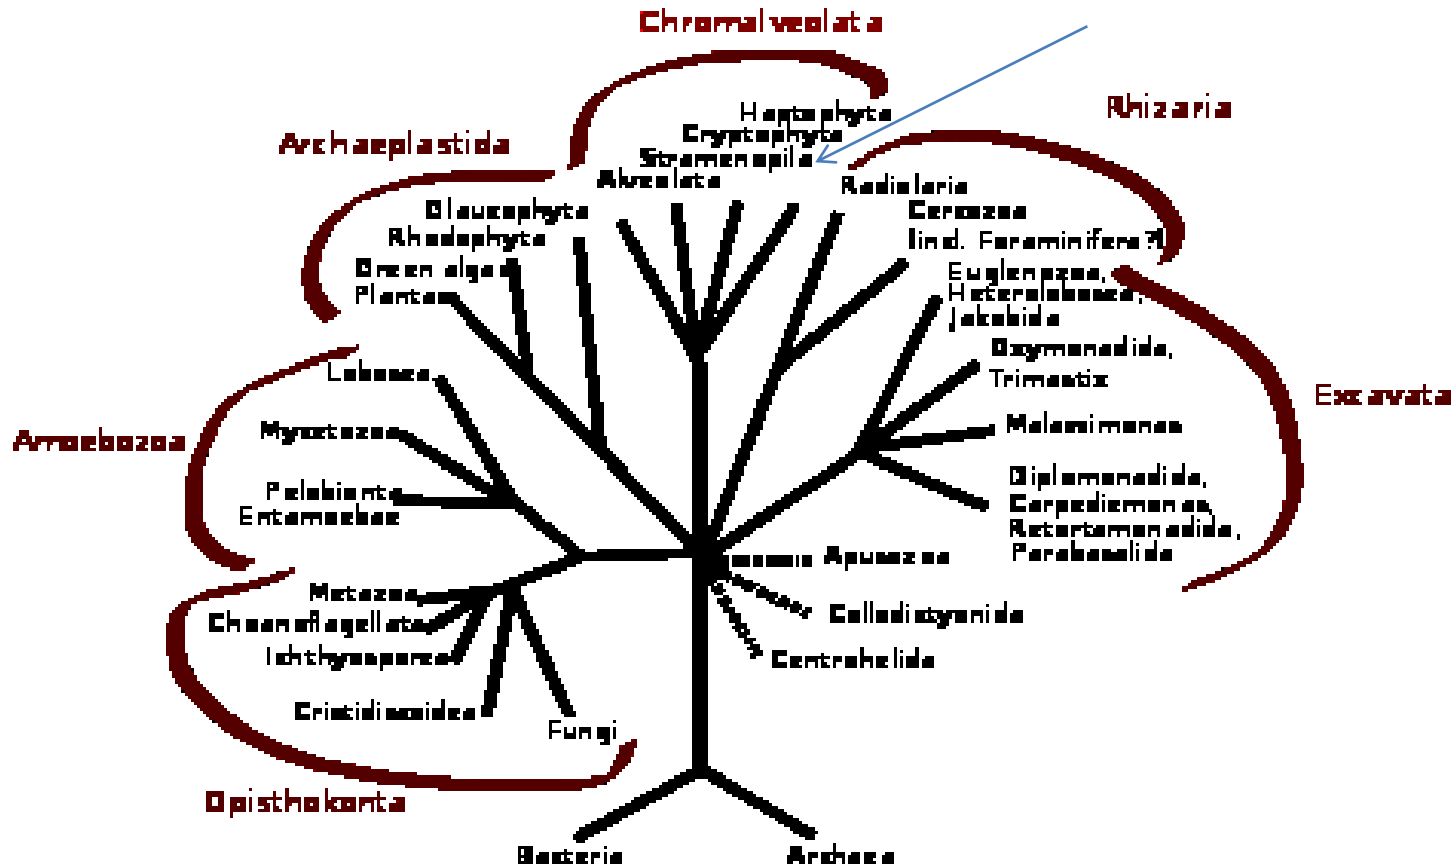 Chromalveolata
Haptophyta
Cryptophyta
Stramenopila
Alveolata
Rhizaria
Radiolaria
Cercozoa
(incl. Foraminifera?)
Archaeplastida
Glaucophyta
Rhodophyta
Green algae
Plantae
Euglenozoa,
Heterolobosea,
Jakobida
Oxymonadida,
Trimastix
Malawimonas
Diplomonadida,
Carpediemonas,
Retortamonadida,
Parabasalida
Excavata
Amoebozoa
Lobosea
Mycetozoa
Pelobionta
Entamoebae
Apusozoa
Collodictyonida
Centrohelida
Metazoa
Choanoflagellata
Ichthyosporea
Cristidiscoidea
Fungi
Opisthokonta
Bacteria
Archaea